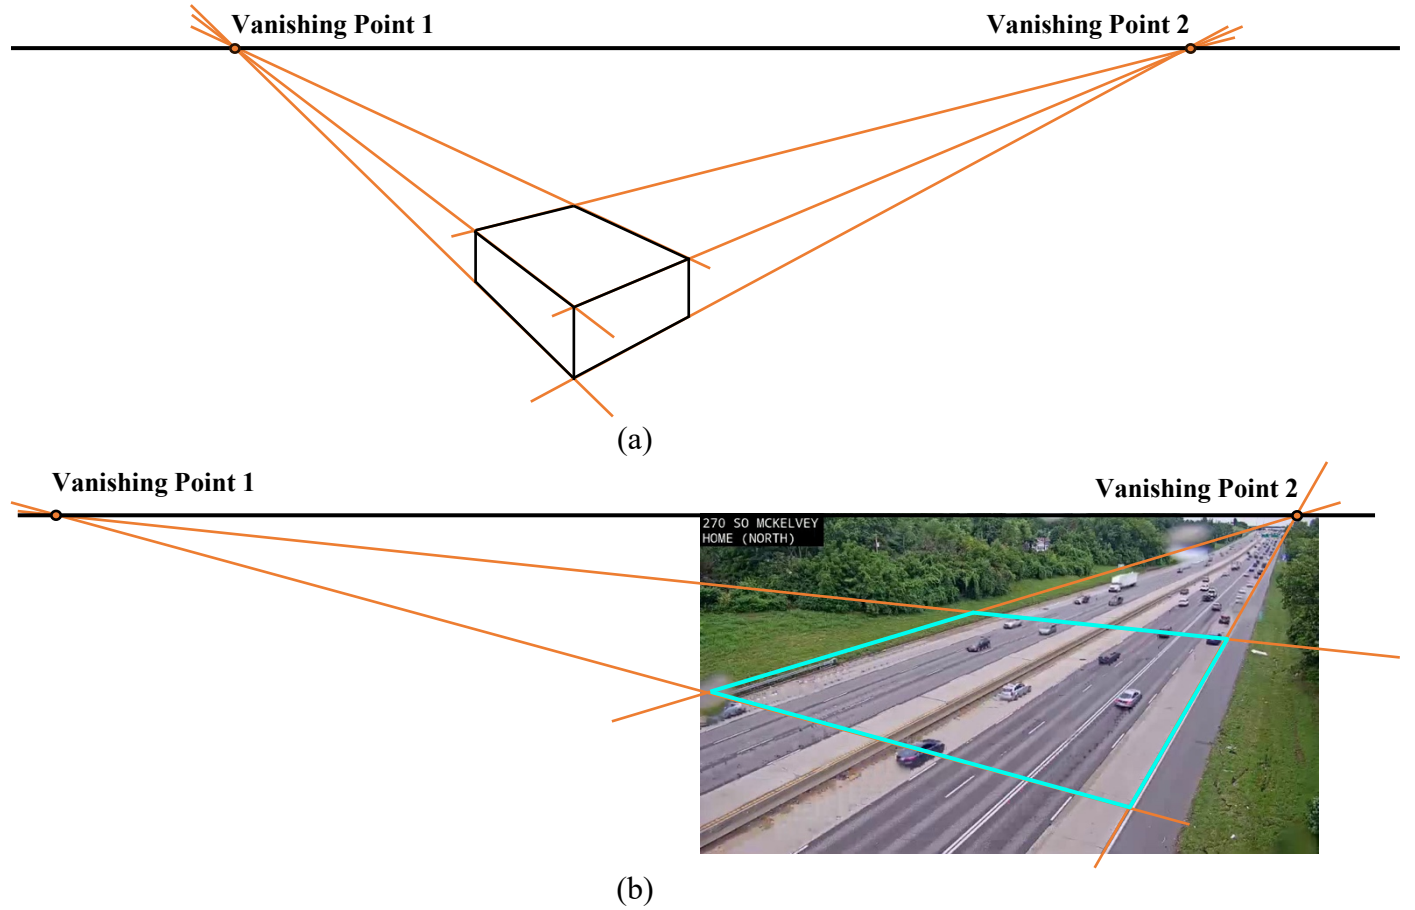 Vanishing Point 1
Vanishing Point 2
(a)
Vanishing Point 1
Vanishing Point 2
270 SO MCKELVEY
HOME (NORTH)
(b)